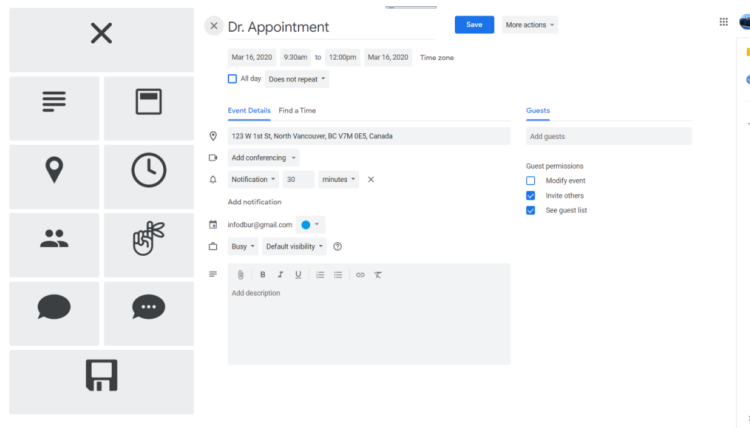 Dr. Appointment
Save
More actions
Mar 16, 2020 9:30am to 12:00pm Mar 16, 2020 Time zone
All day Does not repeat
Event Details Find a Time
Guests
123 W 1st St, North Vancouver, BC V7M 0E5, Canada
Add guests
Add conferencing
Guest permissions
Notification 30 minutes
Modify event
Invite others
Add notification
See guest list
infodbur@gmail.com
Busy Default visibility
B I U
Add description